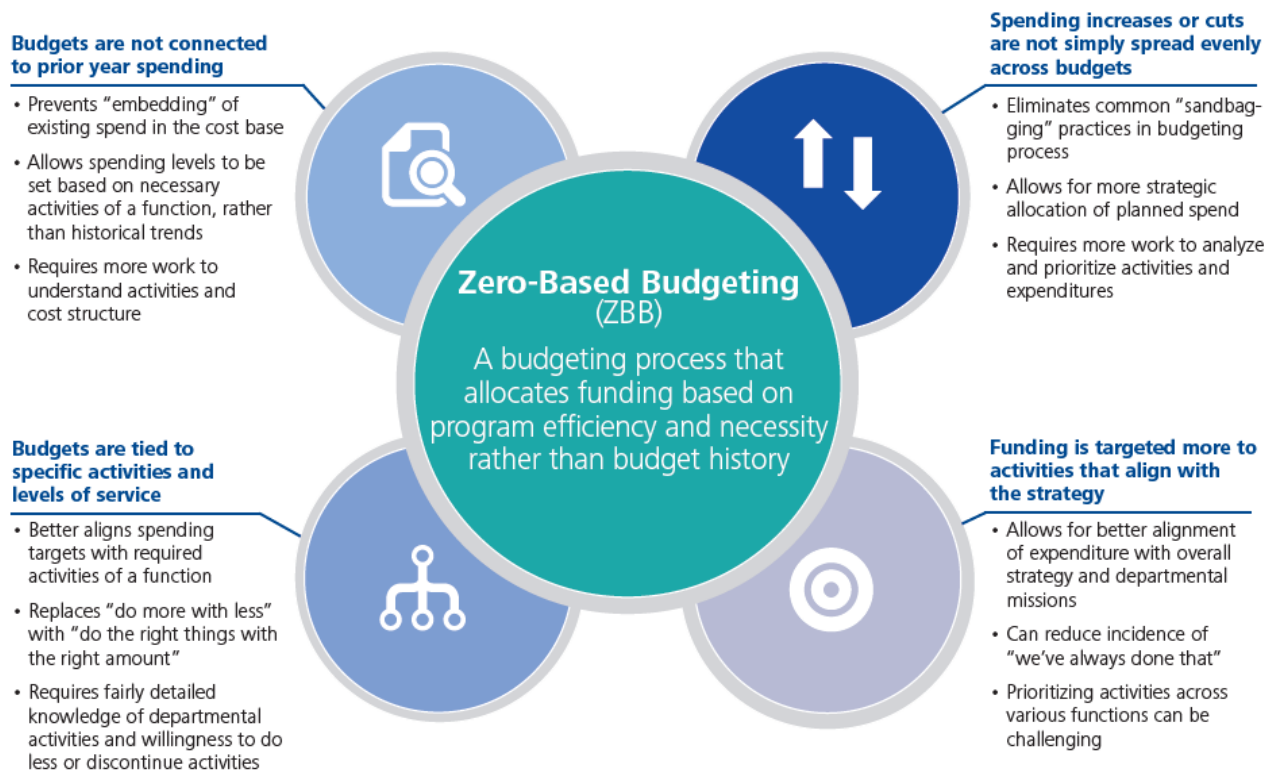 Budgets are not connected
to prior year spending
• Prevents “embedding” of
existing spend in the cost base
• Allows spending levels to be
set based on necessary
activities of a function, rather
than historical trends
• Requires more work to
understand activities and
cost structure
Spending increases or cuts
are not simply spread evenly
across budgets
• Eliminates common “sandbag-
ging” practices in budgeting
process
• Allows for more strategic
allocation of planned spend
• Requires more work to analyze
and prioritize activities and
expenditures
Zero-Based Budgeting
(ZBB)
A budgeting process that
allocates funding based on
program efficiency and necessity
rather than budget history
Budgets are tied to
specific activities and
levels of service
• Better aligns spending
targets with required
activities of a function
• Replaces “do more with less”
with “do the right things with
the right amount”
• Requires fairly detailed
knowledge of departmental
activities and willingness to do
less or discontinue activities
Funding is targeted more to
activities that align with
the strategy
• Allows for better alignment
of expenditure with overall
strategy and departmental
missions
• Can reduce incidence of
“we’ve always done that”
• Prioritizing activities across
various functions can be
challenging